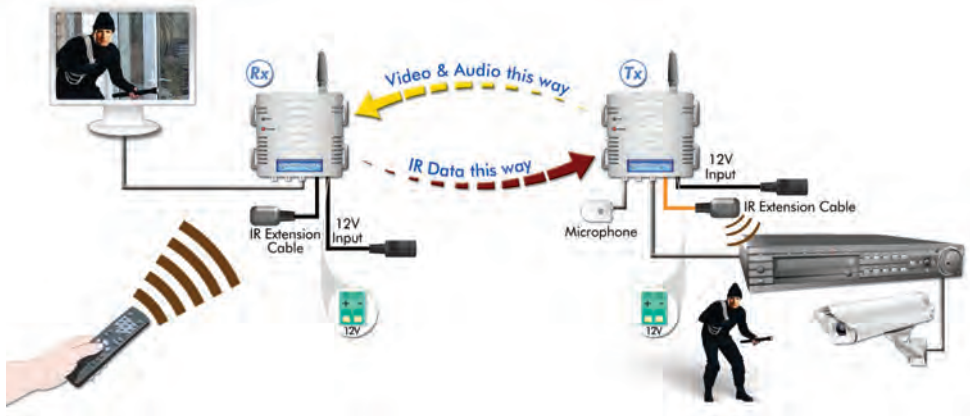 Rx
Video & Audio this way
Tx
IR Data this way
IR Extension
Cable
12V
Input
12V
Microphone
12V
Input
IR Extension Cable
12V